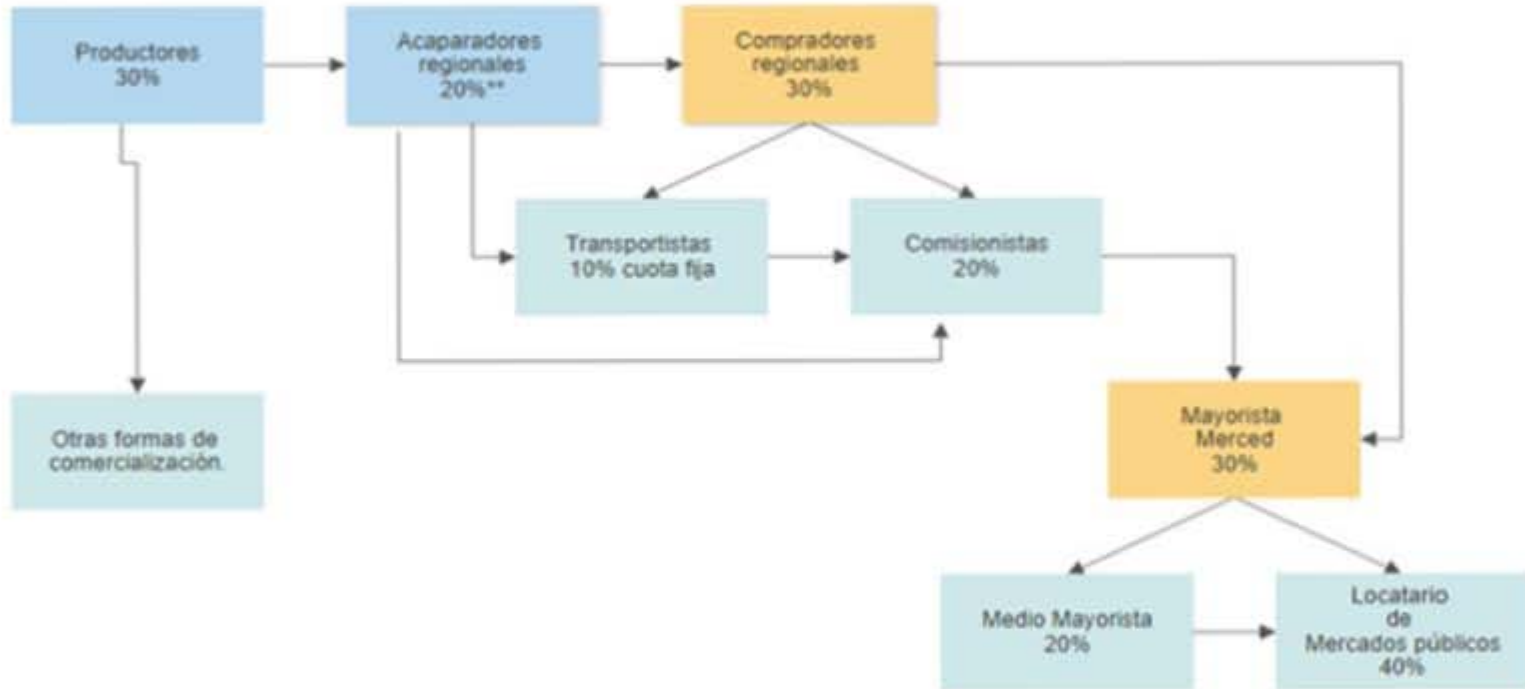 Productores
30%
Acaparadores
regionales
20%**
Compradores
regionales
30%
Transportistas
10% cuota fija
Comisionistas
20%
Otras formas de
comercialización.
Mayorista
Merced
30%
Medio Mayorista
20%
Locatario
de
Mercados públicos
40%